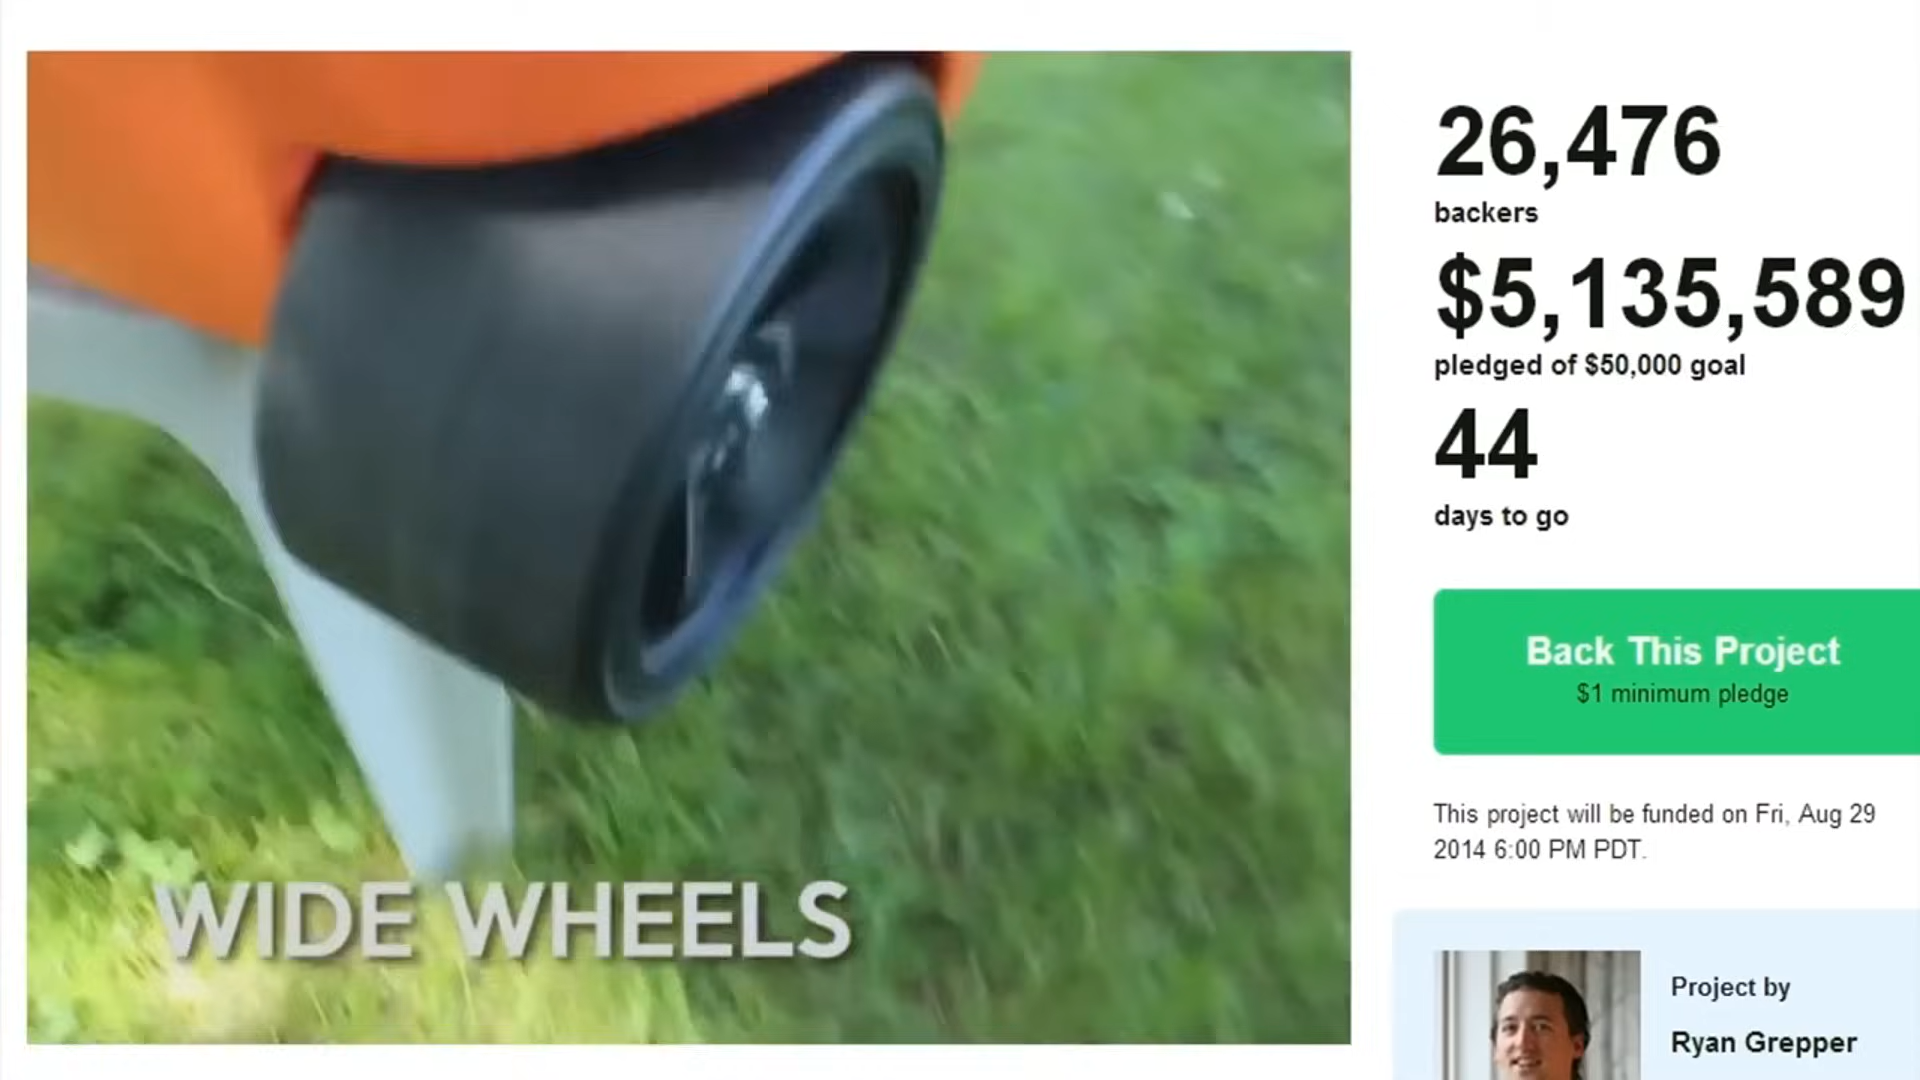 26,476
backers
$5,135,589
pledged of $50,000 goal
44
days to go
Back This Project
$1 minimum pledge
This project will be funded on Fri, Aug 29
2014 6:00 PM PDT.
WIDE WHEELS
Project by
Ryan Grepper